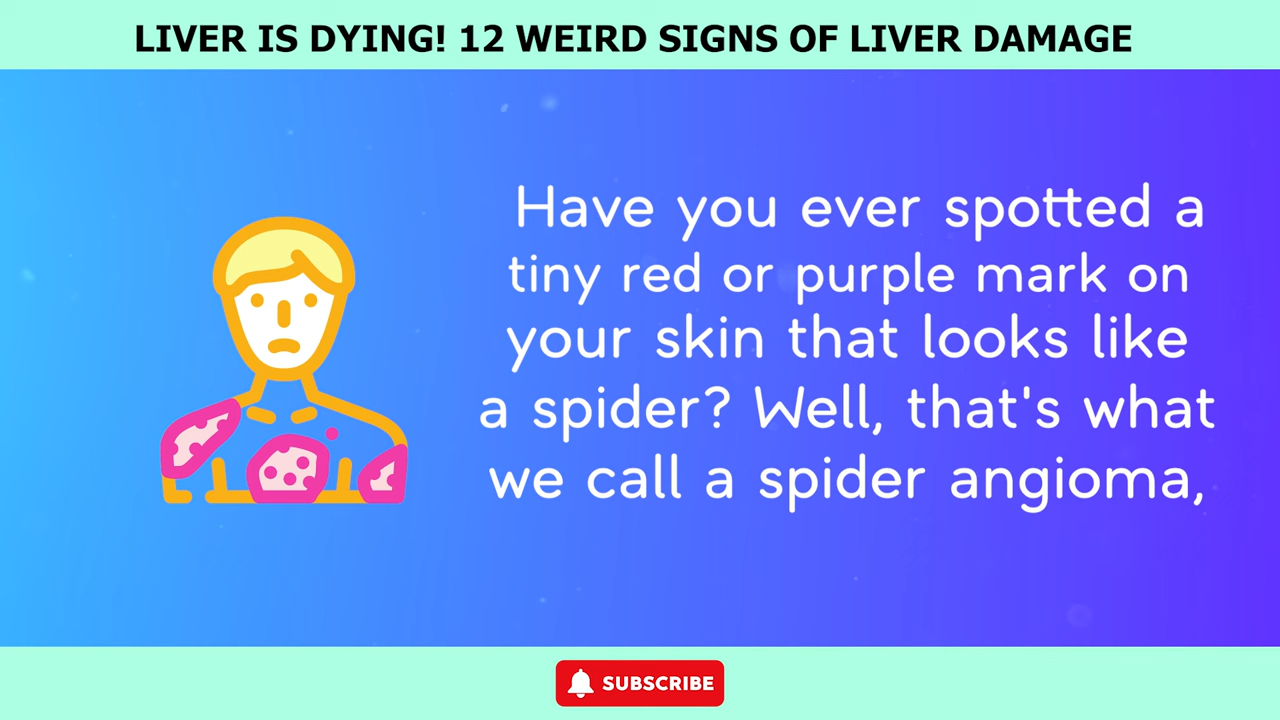 LIVER IS DYING! 12 WEIRD SIGNS OF LIVER DAMAGE
Have you ever spotted a
tiny red or purple mark on
your skin that looks like
a spider? Well, that's what
we call a spider angioma,
SUBSCRIBE